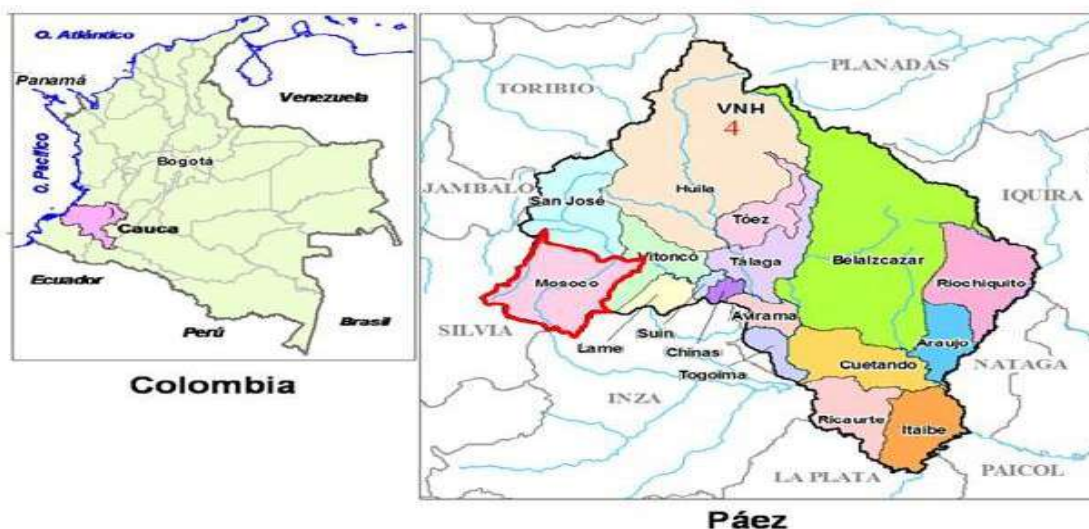 O. Atlántico
Panamá
Venezuela
O. Pacífico
Bogotá
Cauca
Ecuador
Perú
Brasil
Colombia
PLANADAS
TORIBIO
VNH
4
JAMBALO
IQUIRA
San José
Huila
Tóez
Vitoncó
Tálaga
Belalzcazar
Riochiquito
Mosoco
SILVIA
Avirama
Suin
Lame
Chinas
Araujo
Togoima
Cuetando
NATAGA
INZA
Ricaurte
Itaibe
LA PLATA
PAICOL
Páez